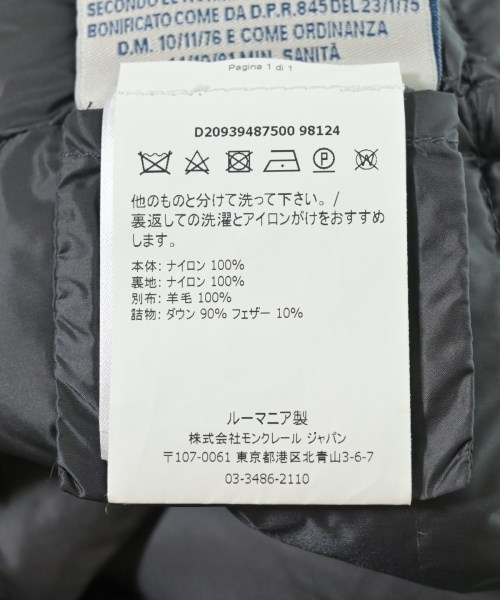 SECONDO LE NORME
BONIFICATO COME DA D.P.R. 845 DEL 23/1/75
D.M. 10/11/76 E COME ORDINANZA
MIN. SANITÀ
Pagina 1 di 1
D20939487500 98124
P
W
他のものと分けて洗って下さい。/
裏返しての洗濯とアイロンがけをおすすめ
します。
本体: ナイロン 100%
裏地: ナイロン 100%
別布: 羊毛 100%
詰物: ダウン 90% フェザー 10%
ルーマニア製
株式会社モンクレール ジャパン
〒107-0061 東京都港区北青山3-6-7
03-3486-2110